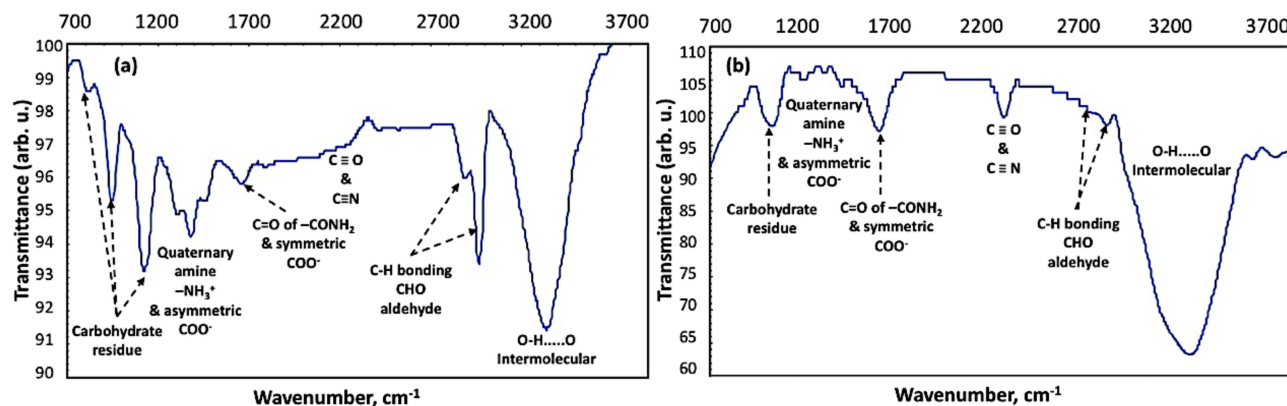 700 1200 1700 2200 2700 3200 3700
(a)
100
99
98
97
96
95
94
93
92
91
90
Transmittance (arb. u.)
C ≡ O
&
C≡N
C=O of –CONH₂
& symmetric
COO⁻
Quaternary
amine
–NH₃⁺
& asymmetric
COO⁻
Carbohydrate
residue
C-H bonding
CHO
aldehyde
O-H.....O
Intermolecular
Wavenumber, cm⁻¹
700 1200 1700 2200 2700 3200 3700
(b)
110
105
100
95
90
85
80
75
70
65
60
Transmittance (arb. u.)
Quaternary
amine
–NH₃⁺
& asymmetric
COO⁻
Carbohydrate
residue
C=O of –CONH₂
& symmetric
COO⁻
C ≡ O
&
C ≡ N
C-H bonding
CHO
aldehyde
O-H.....O
Intermolecular
Wavenumber, cm⁻¹